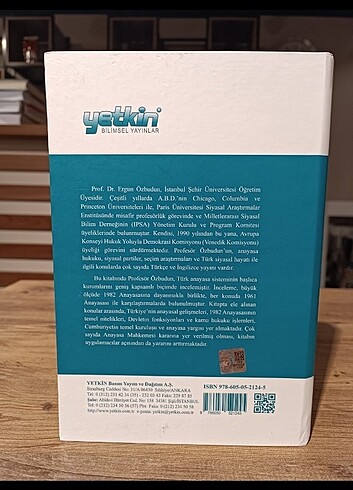 yetkin
BİLİMSEL YAYINLAR
Prof. Dr. Ergun Özbudun, İstanbul Şehir Üniversitesi Öğretim
Üyesidir. Çeşitli yıllarda A.B.D.'nin Chicago, Columbia ve
Princeton Üniversiteleri ile, Paris Üniversitesi Siyasal Araştırmalar
Enstitüsünde misafir profesörlük görevinde ve Milletlerarası Siyasal
Bilim Derneğinin (IPSA) Yönetim Kurulu ve Program Komitesi
üyeliklerinde bulunmuştur. Kendisi, 1990 yılından bu yana, Avrupa
Konseyi Hukuk Yoluyla Demokrasi Komisyonu (Venedik Komisyonu)
üyeliği görevini sürdürmektedir. Profesör Özbudun'un, anayasa
hukuku, siyasal partiler, seçim araştırmaları ve Türk siyasal hayatı ile
ilgili konularda çok sayıda Türkçe ve İngilizce yayını vardır.
Bu kitabında Profesör Özbudun, Türk anayasa sisteminin başlıca
kurumlarını geniş kapsamlı biçimde incelemiştir. İnceleme, büyük
ölçüde 1982 Anayasasına dayanmakla birlikte, her konuda 1961
Anayasası ile karşılaştırmalarda bulunulmuştur. Kitapta ele alınan
konular arasında, Türkiye'nin anayasal gelişmeleri, 1982 Anayasasının
temel nitelikleri, Devletin fonksiyonları ve kamu hukuku işlemleri,
Cumhuriyetin temel kuruluşu ve anayasa yargısı yer almaktadır. Çok
sayıda Anayasa Mahkemesi kararına yer verilmiş olması, kitabın
uygulamacılar açısından da yararını arttırmaktadır.
YETKİN Basım Yayım ve Dağıtım A.Ş.
ISBN 978-605-05-2124-5